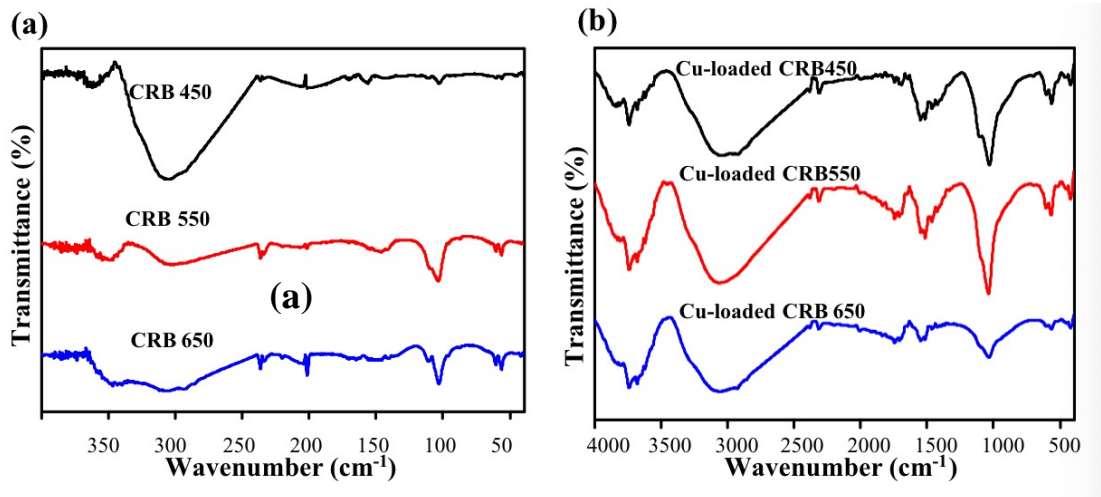 (a)
CRB 450
CRB 550
(a)
CRB 650
Transmittance (%)
350 300 250 200 150 100 50
Wavenumber (cm-1)
(b)
Cu-loaded CRB450
Cu-loaded CRB550
Cu-loaded CRB 650
Transmittance (%)
4000 3500 3000 2500 2000 1500 1000 500
Wavenumber (cm-1)